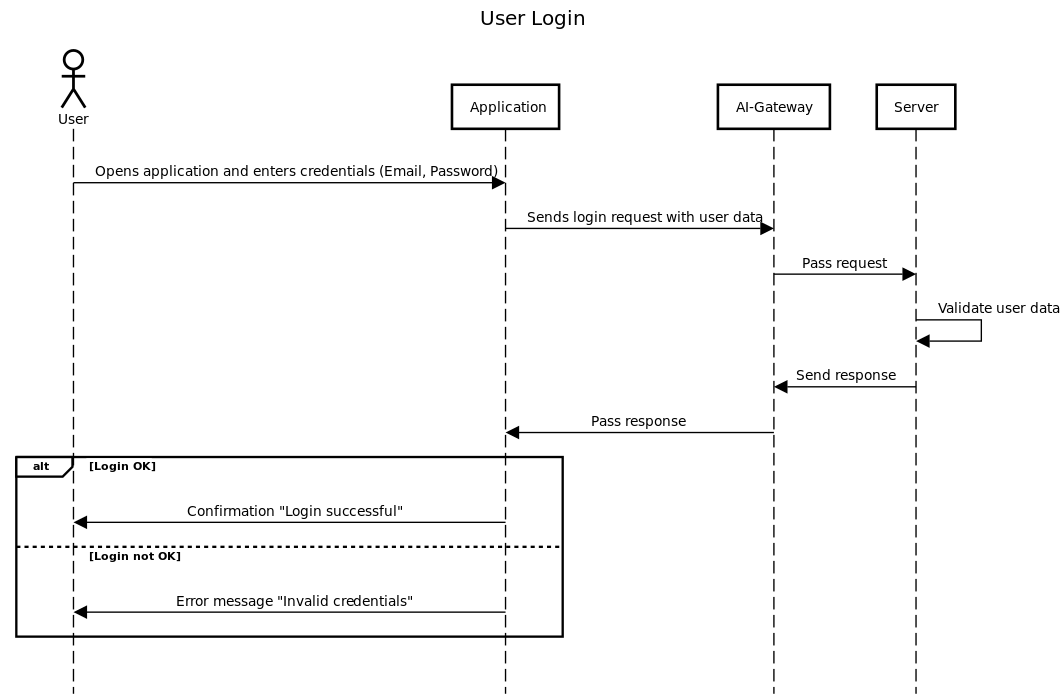 User Login
User
Application
AI-Gateway
Server
Opens application and enters credentials (Email, Password)
Sends login request with user data
Pass request
Validate user data
Send response
Pass response
alt
[Login OK]
Confirmation "Login successful"
[Login not OK]
Error message "Invalid credentials"